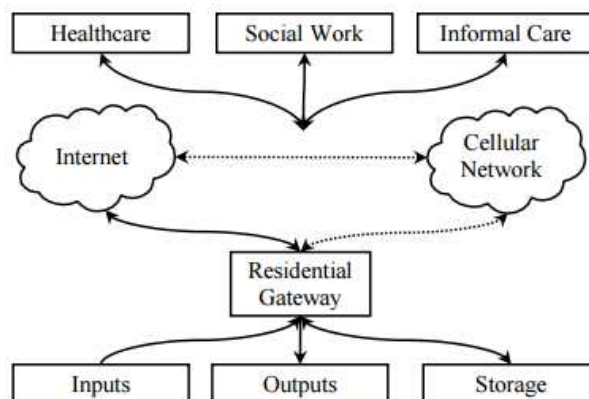 Healthcare
Social Work
Informal Care
Internet
Cellular
Network
Residential
Gateway
Inputs
Outputs
Storage